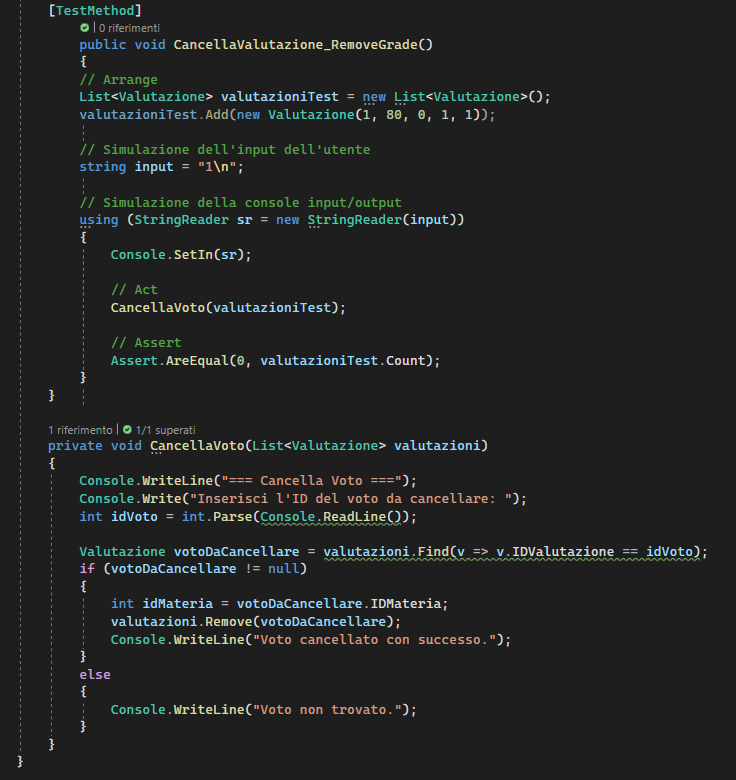 [TestMethod]
| 0 riferimenti
public void CancellaValutazione_RemoveGrade()
{
// Arrange
List<Valutazione> valutazioniTest = new List<Valutazione>();
valutazioniTest.Add(new Valutazione(1, 80, 0, 1, 1));
// Simulazione dell'input dell'utente
string input = "1\n";
// Simulazione della console input/output
using (StringReader sr = new StringReader(input))
{
Console.SetIn(sr);
// Act
CancellaVoto(valutazioniTest);
// Assert
Assert.AreEqual(0, valutazioniTest.Count);
}
}
1 riferimento | 1/1 superati
private void CancellaVoto(List<Valutazione> valutazioni)
{
Console.WriteLine("=== Cancella Voto ===");
Console.Write("Inserisci l'ID del voto da cancellare: ");
int idVoto = int.Parse(Console.ReadLine());
Valutazione votoDaCancellare = valutazioni.Find(v => v.IDValutazione == idVoto);
if (votoDaCancellare != null)
{
int idMateria = votoDaCancellare.IDMateria;
valutazioni.Remove(votoDaCancellare);
Console.WriteLine("Voto cancellato con successo.");
}
else
{
Console.WriteLine("Voto non trovato.");
}
}
}